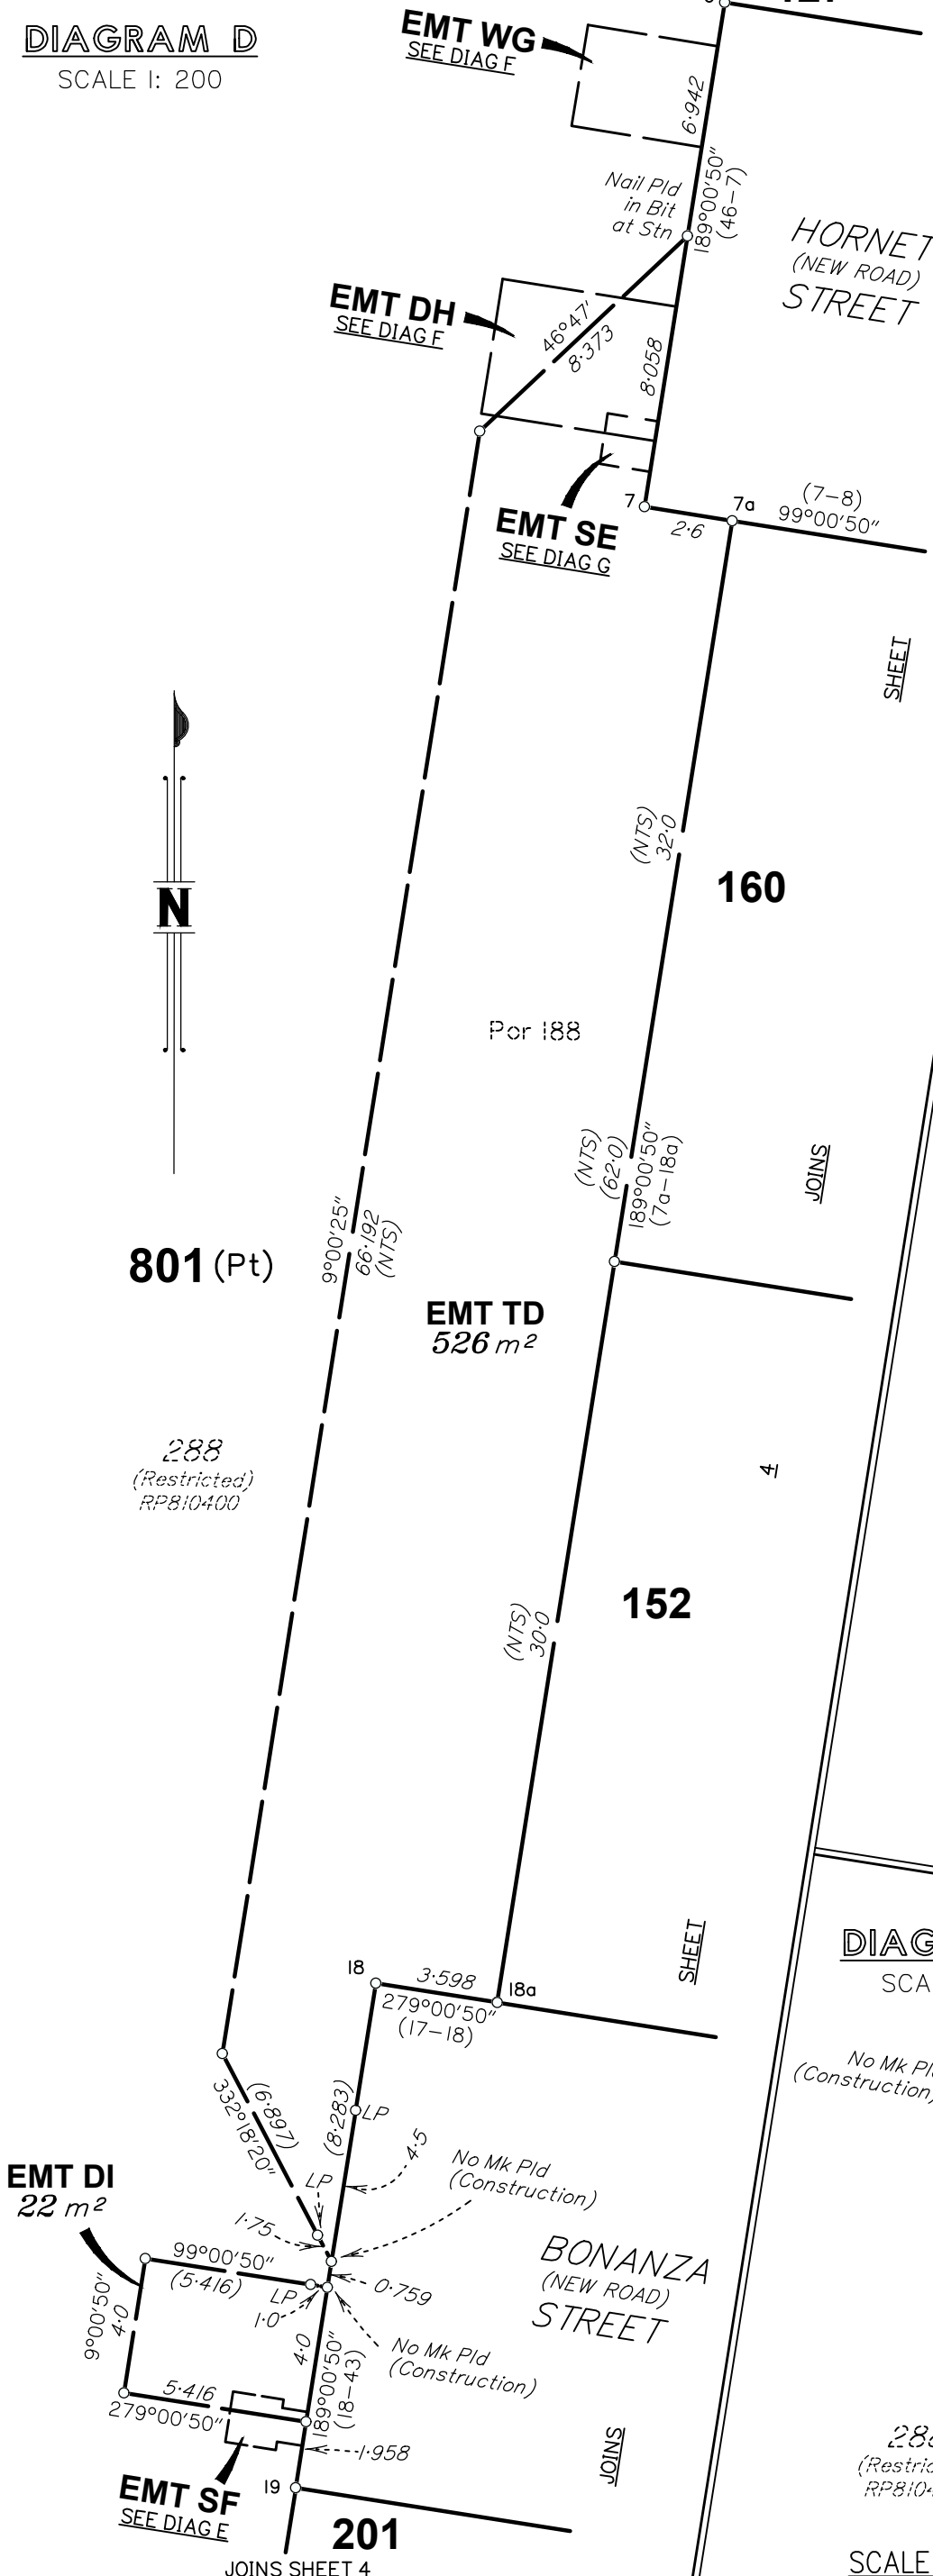 DIAGRAM D
SCALE 1: 200
EMT WG
SEE DIAG F
6·942
189°00'50"
(46-7)
Nail Pld
in Bit
at Stn
HORNET
(NEW ROAD)
STREET
EMT DH
SEE DIAG F
46°47'
8·373
8·058
7
7a
(7-8)
99°00'50"
2·6
EMT SE
SEE DIAG G
SHEET
(NTS)
32·0
N
160
Por 188
(NTS)
(62·0)
189°00'50"
(7a-18a)
JOINS
9°00'25"
66·192
(NTS)
801 (Pt)
EMT TD
526 m²
288
(Restricted)
RP810400
4
152
(NTS)
30·0
SHEET
DIAG
SCA
18
3·598
18a
279°00'50"
(17-18)
No Mk Pl
(Construction)
(6·897)
332°18'20"
(8·283)
LP
4·5
No Mk Pld
(Construction)
LP
1·75
EMT DI
22 m²
99°00'50"
(5·416)
LP
1·0
0·759
BONANZA
(NEW ROAD)
STREET
9°00'50"
4·0
4·0
189°00'50"
(18-43)
No Mk Pld
(Construction)
5·416
279°00'50"
1·958
JOINS
EMT SF
SEE DIAG E
19
201
JOINS SHEET 4
28
(Restric
RP810
SCALE